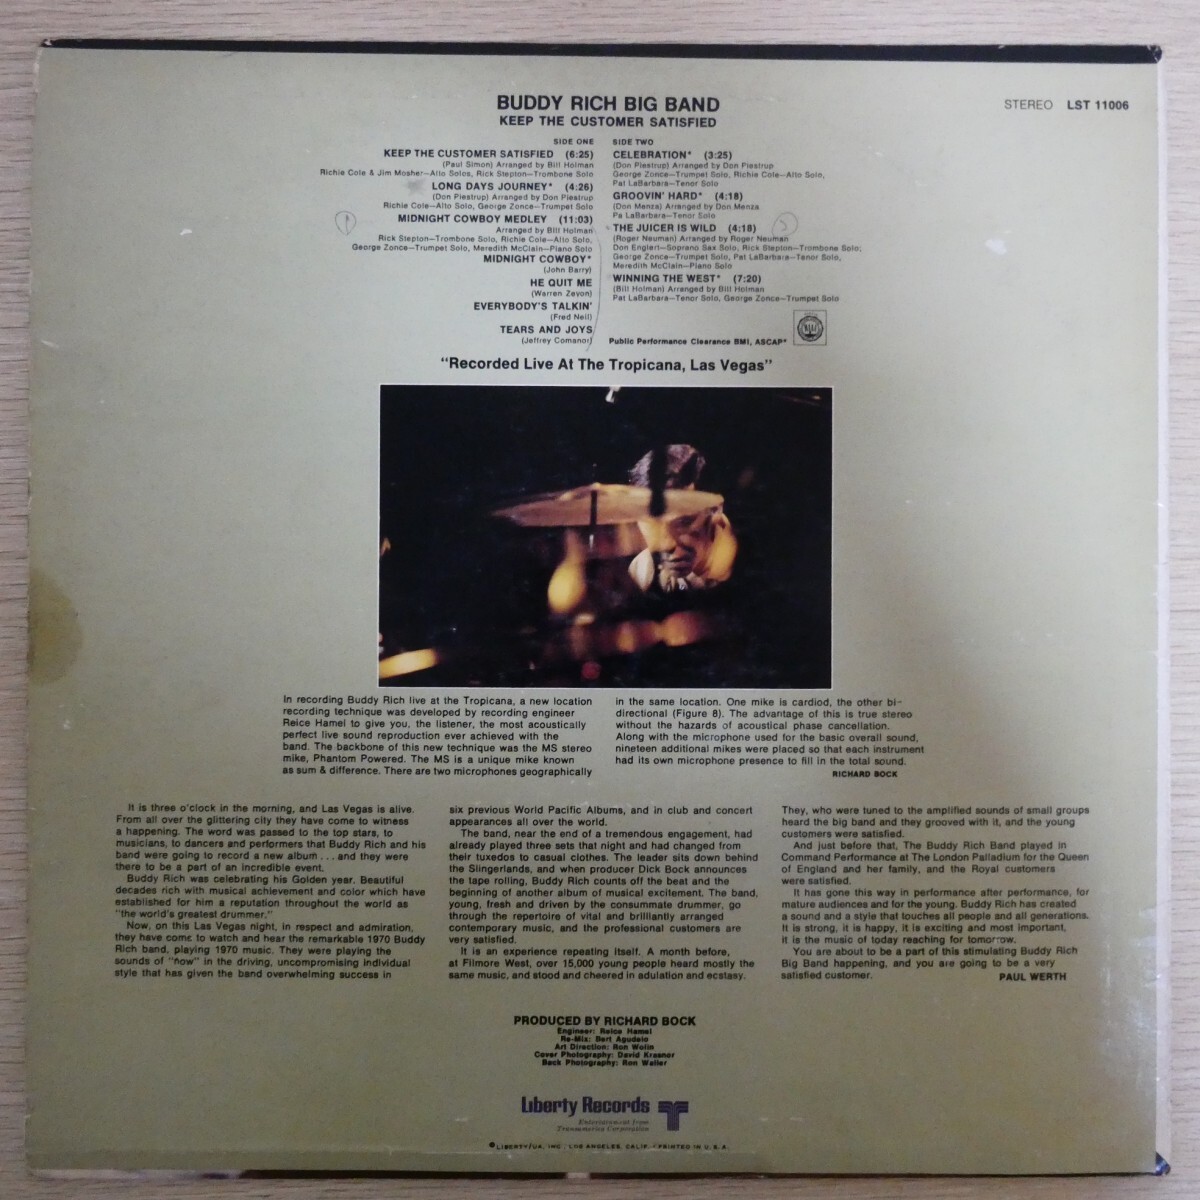 BUDDY RICH BIG BAND
KEEP THE CUSTOMER SATISFIED
STEREO LST 11006
SIDE ONE
KEEP THE CUSTOMER SATISFIED (6:25)
(Paul Simon) Arranged by Bill Holman
Richie Cole & Jim Mosher—Alto Solos, Rick Stepton—Trombone Solo
LONG DAYS JOURNEY* (4:26)
(Don Piestrup) Arranged by Don Piestrup
Richie Cole—Alto Solo, George Zonce—Trumpet Solo
MIDNIGHT COWBOY MEDLEY (11:03)
Arranged by Bill Holman
Rick Stepton—Trombone Solo, Richie Cole—Alto Solo,
George Zonce—Trumpet Solo, Meredith McClain—Piano Solo
MIDNIGHT COWBOY*
(John Barry)
HE QUIT ME
(Warren Zevon)
EVERYBODY'S TALKIN'
(Fred Neil)
TEARS AND JOYS
(Jeffrey Comanor)
SIDE TWO
CELEBRATION* (3:25)
(Don Piestrup) Arranged by Don Piestrup
George Zonce—Trumpet Solo, Richie Cole—Alto Solo,
Pat LaBarbara—Tenor Solo
GROOVIN' HARD* (4:18)
(Don Menza) Arranged by Don Menza
Pa LaBarbara—Tenor Solo
THE JUICER IS WILD (4:18)
(Roger Neuman) Arranged by Roger Neuman
Don Englert—Soprano Sax Solo, Rick Stepton—Trombone Solo,
George Zonce—Trumpet Solo, Pat LaBarbara—Tenor Solo,
Meredith McClain—Piano Solo
WINNING THE WEST* (7:20)
(Bill Holman) Arranged by Bill Holman
Pat LaBarbara—Tenor Solo, George Zonce—Trumpet Solo
Public Performance Clearance BMI, ASCAP*
"Recorded Live At The Tropicana, Las Vegas"
In recording Buddy Rich live at the Tropicana, a new location
recording technique was developed by recording engineer
Reice Hamel to give you, the listener, the most acoustically
perfect live sound reproduction ever achieved with the
band. The backbone of this new technique was the MS stereo
mike, Phantom Powered. The MS is a unique mike known
as sum & difference. There are two microphones geographically
in the same location. One mike is cardiod, the other bi-
directional (Figure 8). The advantage of this is true stereo
without the hazards of acoustical phase cancellation.
Along with the microphone used for the basic overall sound,
nineteen additional mikes were placed so that each instrument
had its own microphone presence to fill in the total sound.
RICHARD BOCK
It is three o'clock in the morning, and Las Vegas is alive.
From all over the glittering city they have come to witness
a happening. The word was passed to the top stars, to
musicians, to dancers and performers that Buddy Rich and his
band were going to record a new album . . . and they were
there to be a part of an incredible event.
Buddy Rich was celebrating his Golden year. Beautiful
decades rich with musical achievement and color which have
established for him a reputation throughout the world as
"the world's greatest drummer."
Now, on this Las Vegas night, in respect and admiration,
they have come to watch and hear the remarkable 1970 Buddy
Rich band, playing 1970 music. They were playing the
sounds of "now" in the driving, uncompromising individual
style that has given the band overwhelming success in
six previous World Pacific Albums, and in club and concert
appearances all over the world.
The band, near the end of a tremendous engagement, had
already played three sets that night and had changed from
their tuxedos to casual clothes. The leader sits down behind
the Slingerlands, and when producer Dick Bock announces
the tape rolling, Buddy Rich counts off the beat and the
beginning of another album of musical excitement. The band,
young, fresh and driven by the consummate drummer, go
through the repertoire of vital and brilliantly arranged
contemporary music, and the professional customers are
very satisfied.
It is an experience repeating itself. A month before,
at Filmore West, over 15,000 young people heard mostly the
same music, and stood and cheered in adulation and ecstasy.
They, who were tuned to the amplified sounds of small groups
heard the big band and they grooved with it, and the young
customers were satisfied.
And just before that, The Buddy Rich Band played in
Command Performance at The London Palladium for the Queen
of England and her family, and the Royal customers
were satisfied.
It has gone this way in performance after performance, for
mature audiences and for the young. Buddy Rich has created
a sound and a style that touches all people and all generations.
It is strong, it is happy, it is exciting and most important,
it is the music of today reaching for tomorrow.
You are about to be a part of this stimulating Buddy Rich
Big Band happening, and you are going to be a very
satisfied customer. PAUL WERTH
PRODUCED BY RICHARD BOCK
Engineer: Reice Hamel
Re-Mix: Bert Agudelo
Art Direction: Ron Wolin
Cover Photography: David Krasnor
Back Photography: Ron Weller
Liberty Records
Entertainment from
Transamerica Corporation
LIBERTY/UA, INC. LOS ANGELES, CALIF. PRINTED IN U.S.A.